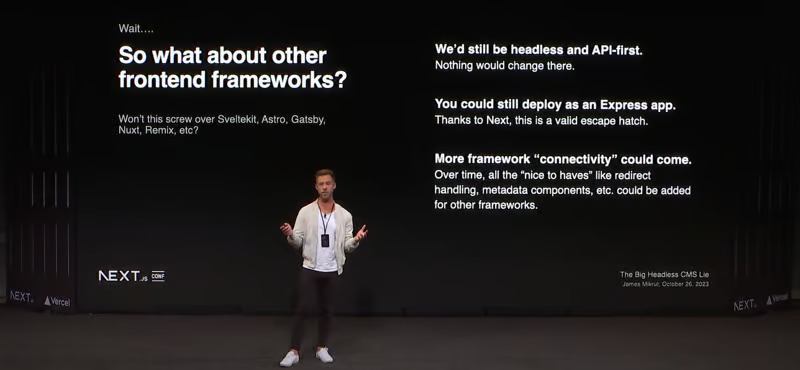 Wait....
So what about other
frontend frameworks?
Won't this screw over Sveltekit, Astro, Gatsby,
Nuxt, Remix, etc?
We'd still be headless and API-first.
Nothing would change there.
You could still deploy as an Express app.
Thanks to Next, this is a valid escape hatch.
More framework “connectivity” could come.
Over time, all the “nice to haves” like redirect
handling, metadata components, etc. could be added
for other frameworks.
NEXT.JS CONF
The Big Headless CMS Lie
James Mikrut, October 26, 2023
NEXT.JS Vercel
NEXT.JS Vercel